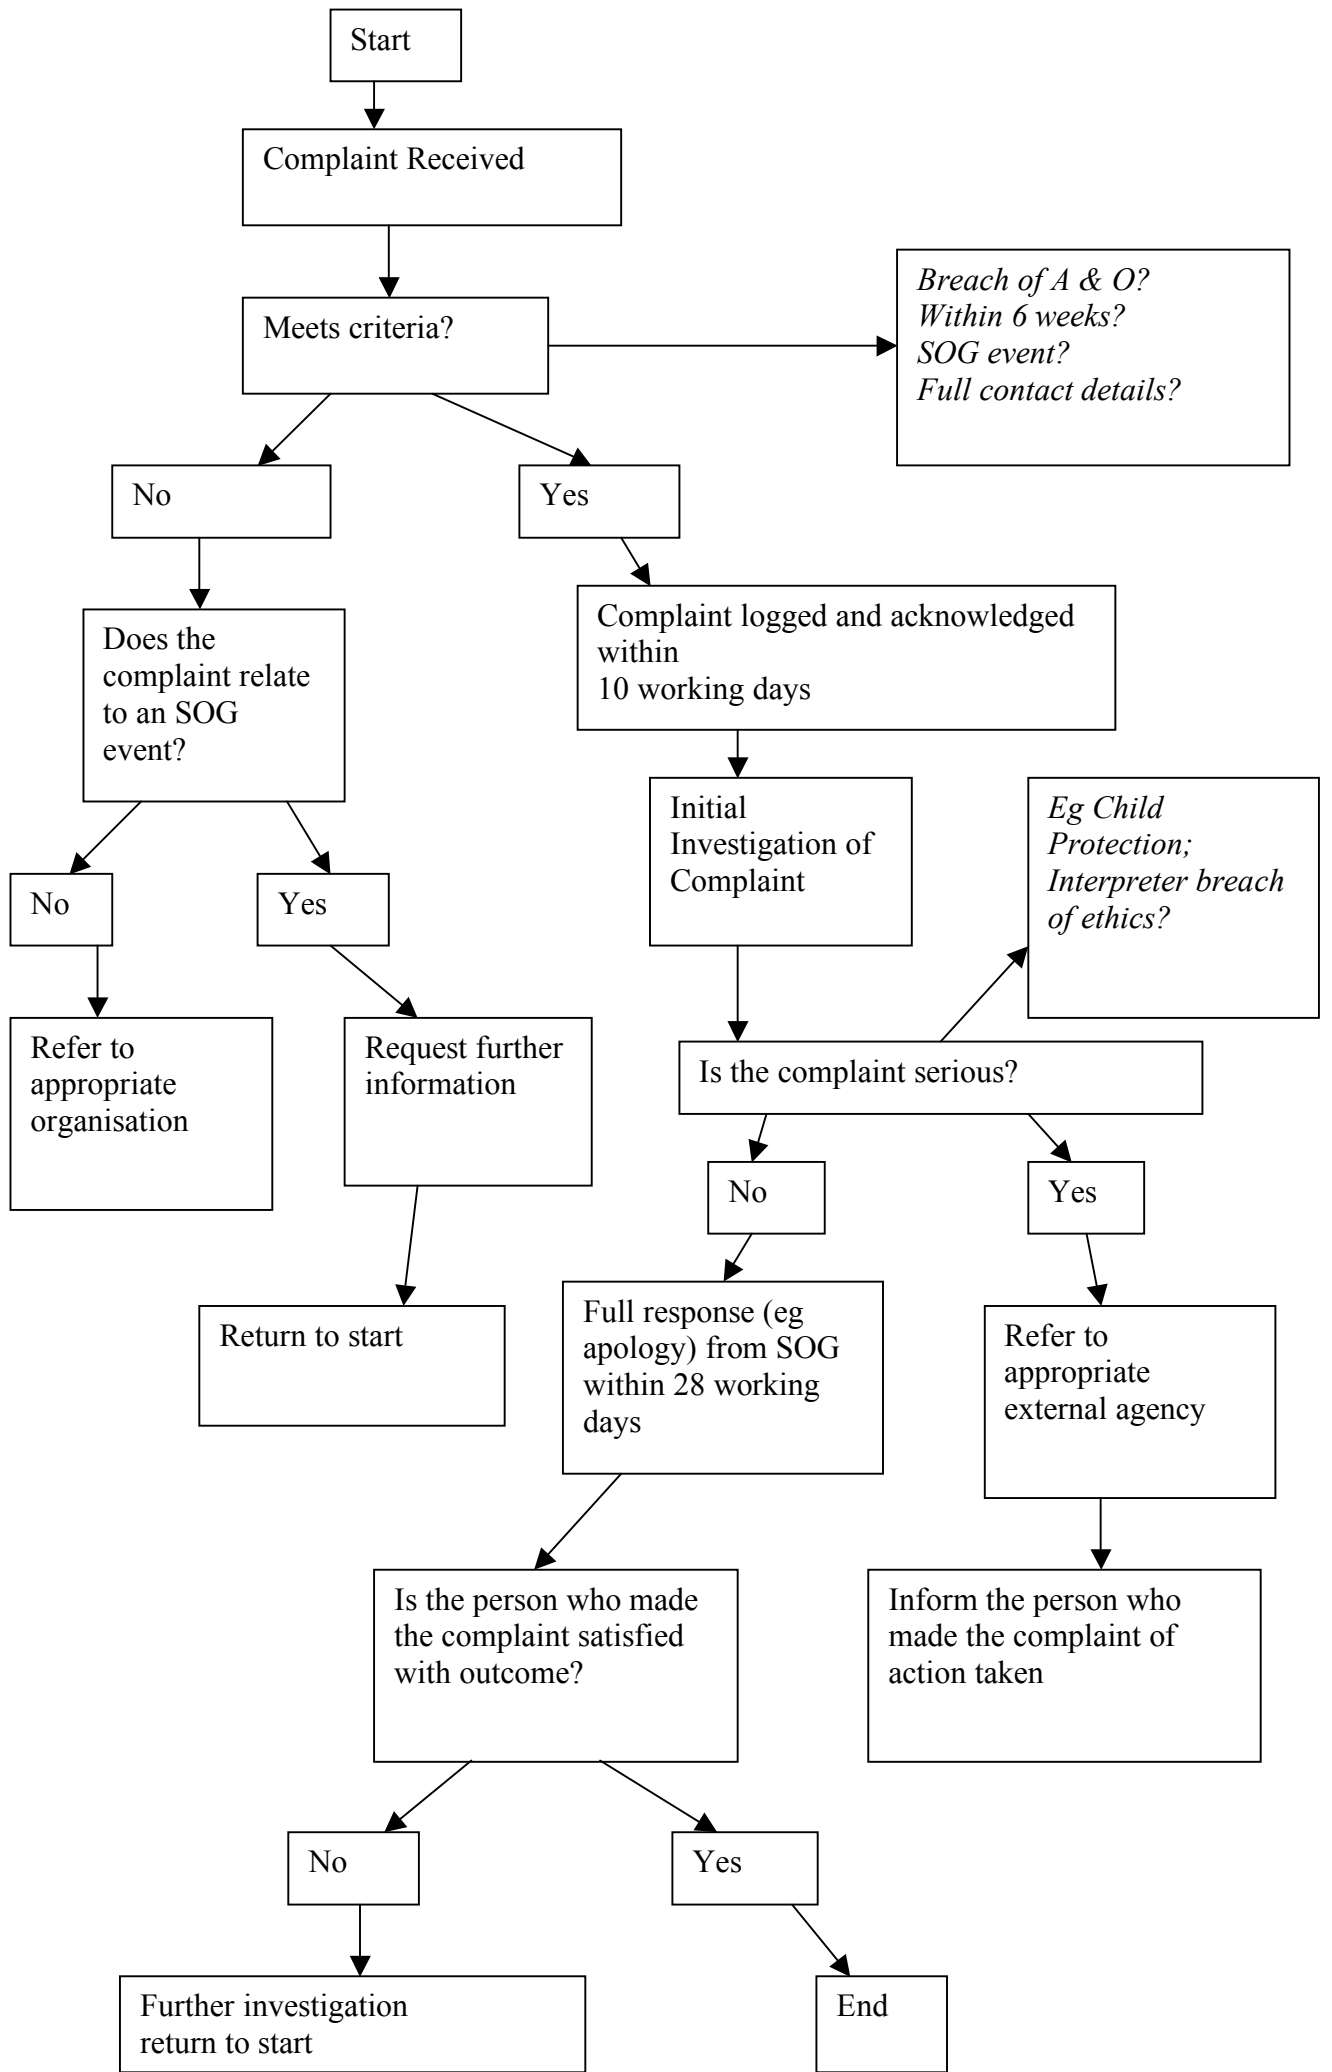 Start
Complaint Received
Meets criteria?
Breach of A & O?
Within 6 weeks?
SOG event?
Full contact details?
No
Yes
Does the
complaint relate
to an SOG
event?
Complaint logged and acknowledged
within
10 working days
Initial
Investigation of
Complaint
Eg Child
Protection;
Interpreter breach
of ethics?
No
Yes
Refer to
appropriate
organisation
Request further
information
Is the complaint serious?
No
Yes
Return to start
Full response (eg
apology) from SOG
within 28 working
days
Refer to
appropriate
external agency
Is the person who made
the complaint satisfied
with outcome?
Inform the person who
made the complaint of
action taken
No
Yes
Further investigation
return to start
End